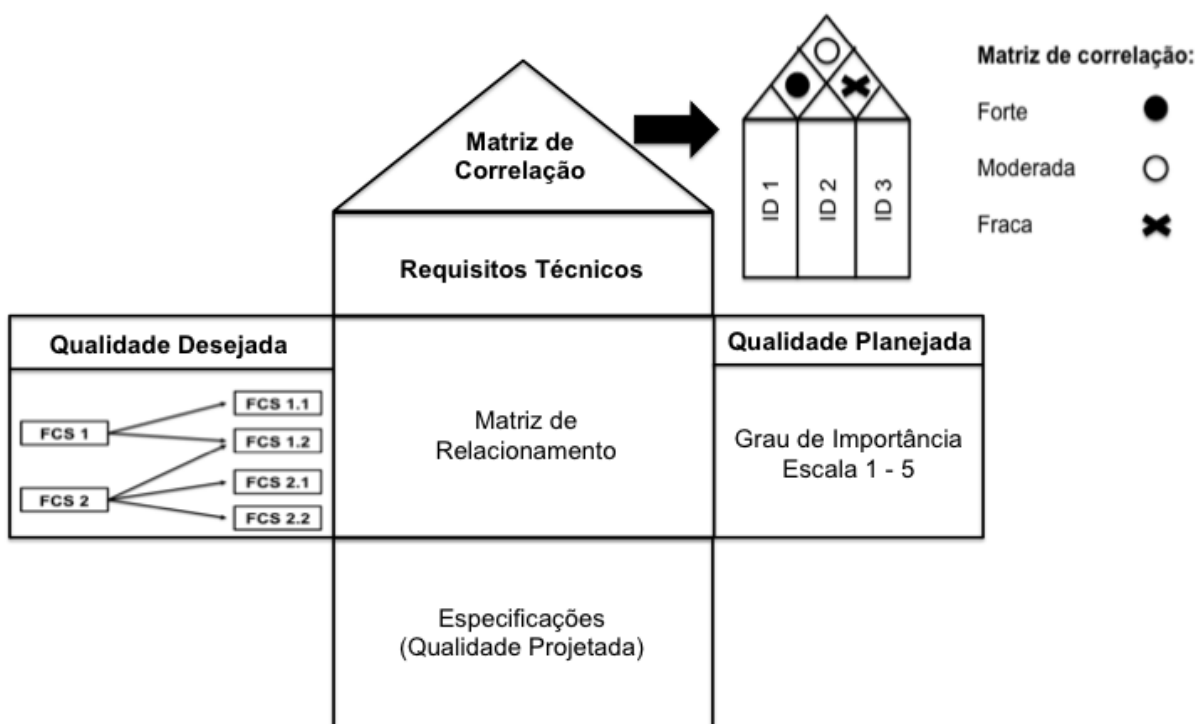 Matriz de
Correlação
ID 1
ID 2
ID 3
Matriz de correlação:
Forte
Moderada
Fraca
Requisitos Técnicos
Qualidade Desejada
FCS 1
FCS 2
FCS 1.1
FCS 1.2
FCS 2.1
FCS 2.2
Matriz de
Relacionamento
Qualidade Planejada
Grau de Importância
Escala 1 - 5
Especificações
(Qualidade Projetada)